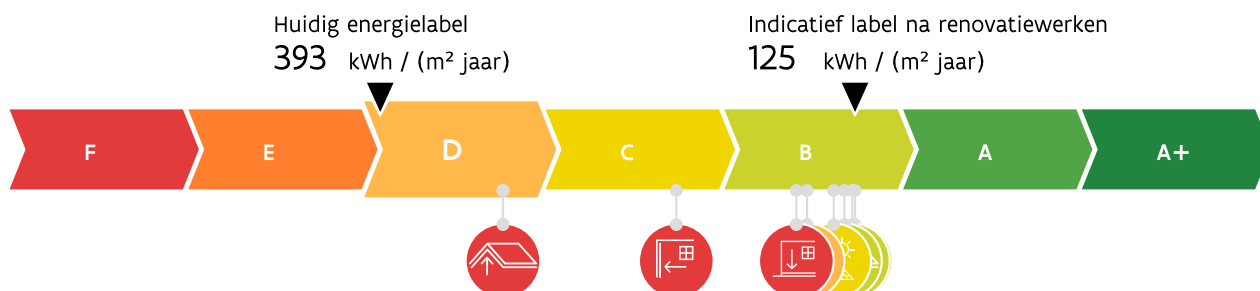 Huidig energielabel
393 kWh / (m² jaar)
Indicatief label na renovatiewerken
125 kWh / (m² jaar)
F E D C B A A+